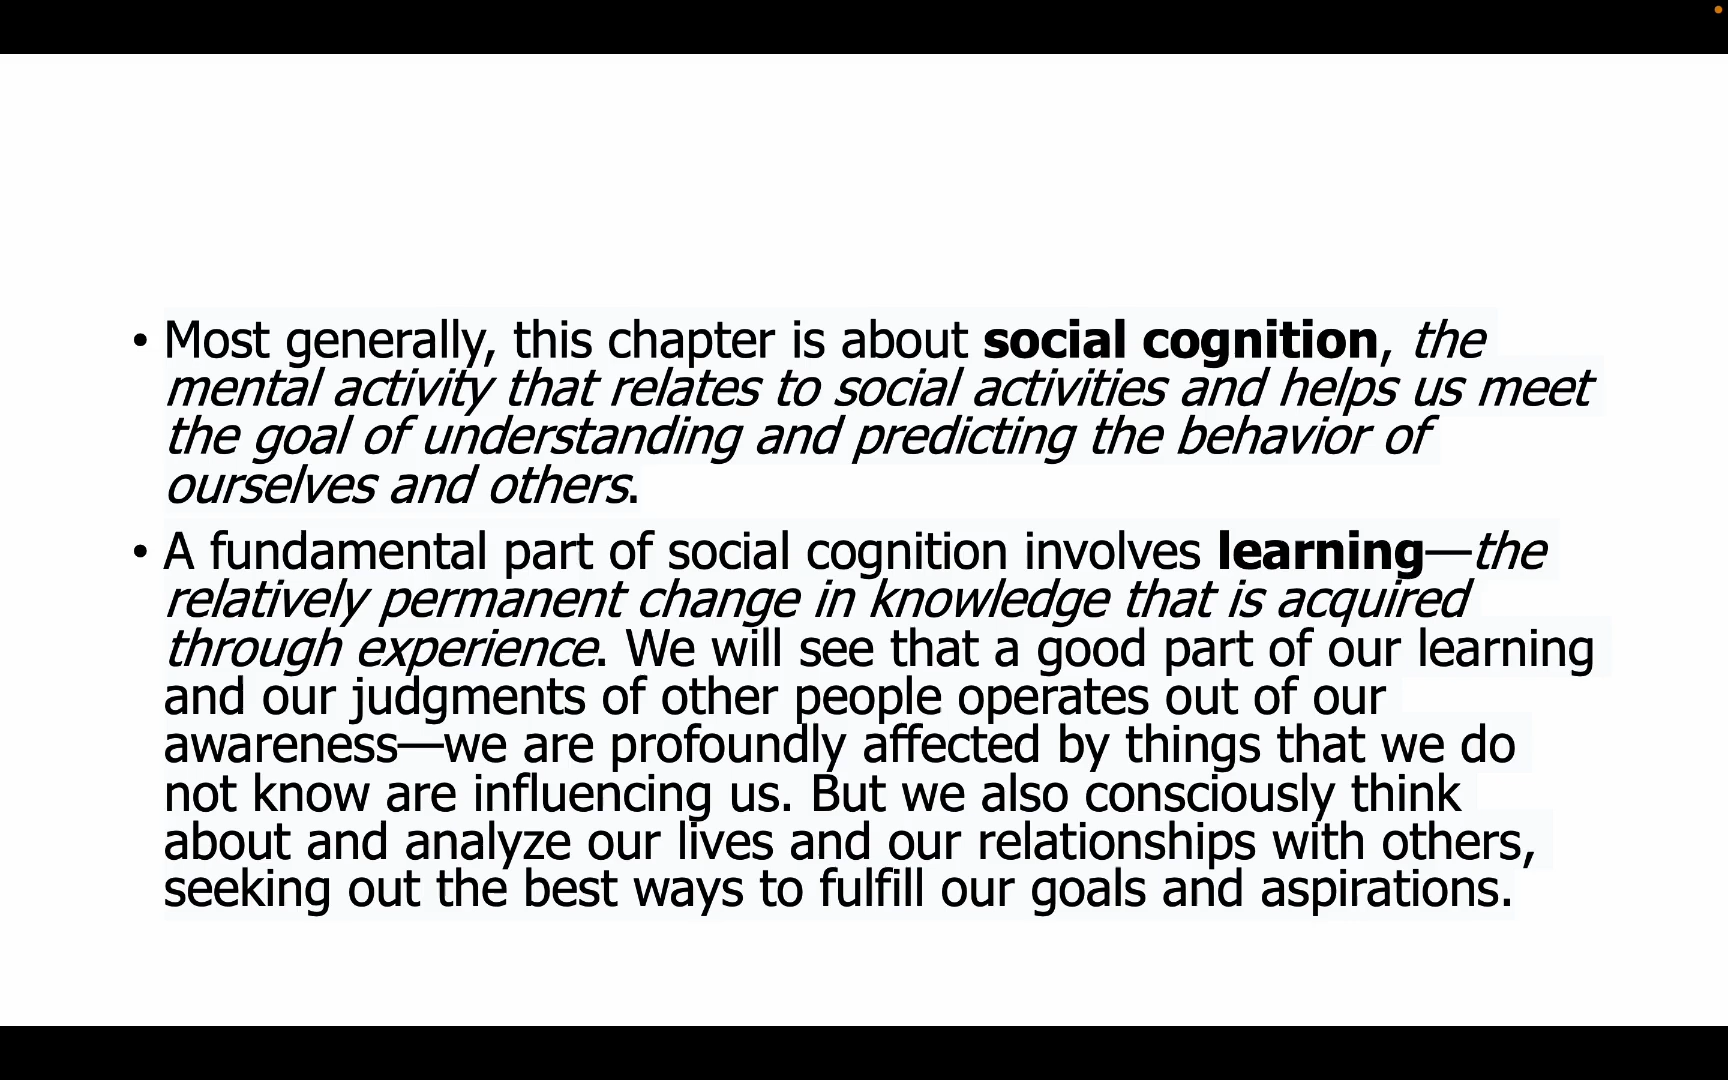 • Most generally, this chapter is about social cognition, the
mental activity that relates to social activities and helps us meet
the goal of understanding and predicting the behavior of
ourselves and others.
• A fundamental part of social cognition involves learning—the
relatively permanent change in knowledge that is acquired
through experience. We will see that a good part of our learning
and our judgments of other people operates out of our
awareness—we are profoundly affected by things that we do
not know are influencing us. But we also consciously think
about and analyze our lives and our relationships with others,
seeking out the best ways to fulfill our goals and aspirations.